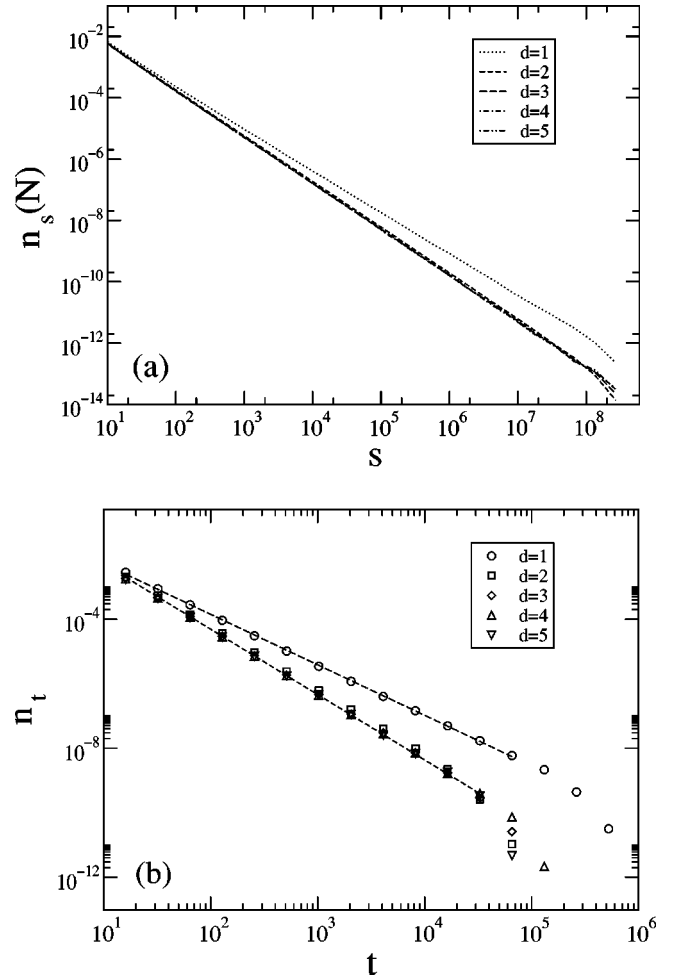 10^-2
10^-4
10^-6
10^-8
10^-10
10^-12
10^-14
n_s(N)
d=1
d=2
d=3
d=4
d=5
(a)
10^1 10^2 10^3 10^4 10^5 10^6 10^7 10^8
s
10^-4
10^-8
10^-12
n_t
d=1
d=2
d=3
d=4
d=5
(b)
10^1 10^2 10^3 10^4 10^5 10^6
t